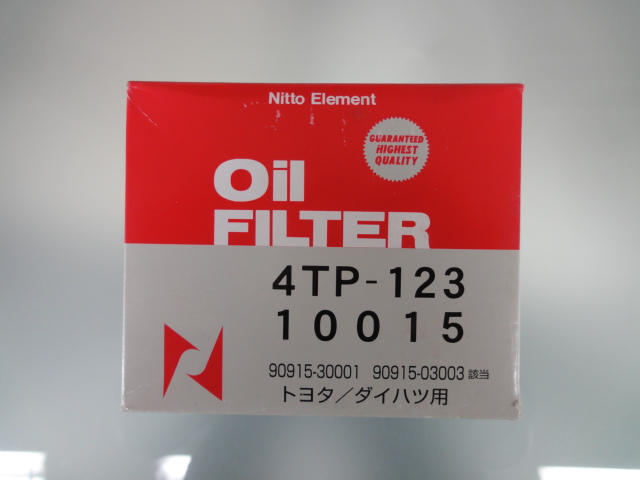 Nitto Element
GUARANTEED
HIGHEST
QUALITY
Oil
FILTER
4TP-123
10015
90915-30001 90915-03003 該当
トヨタ/ダイハツ用